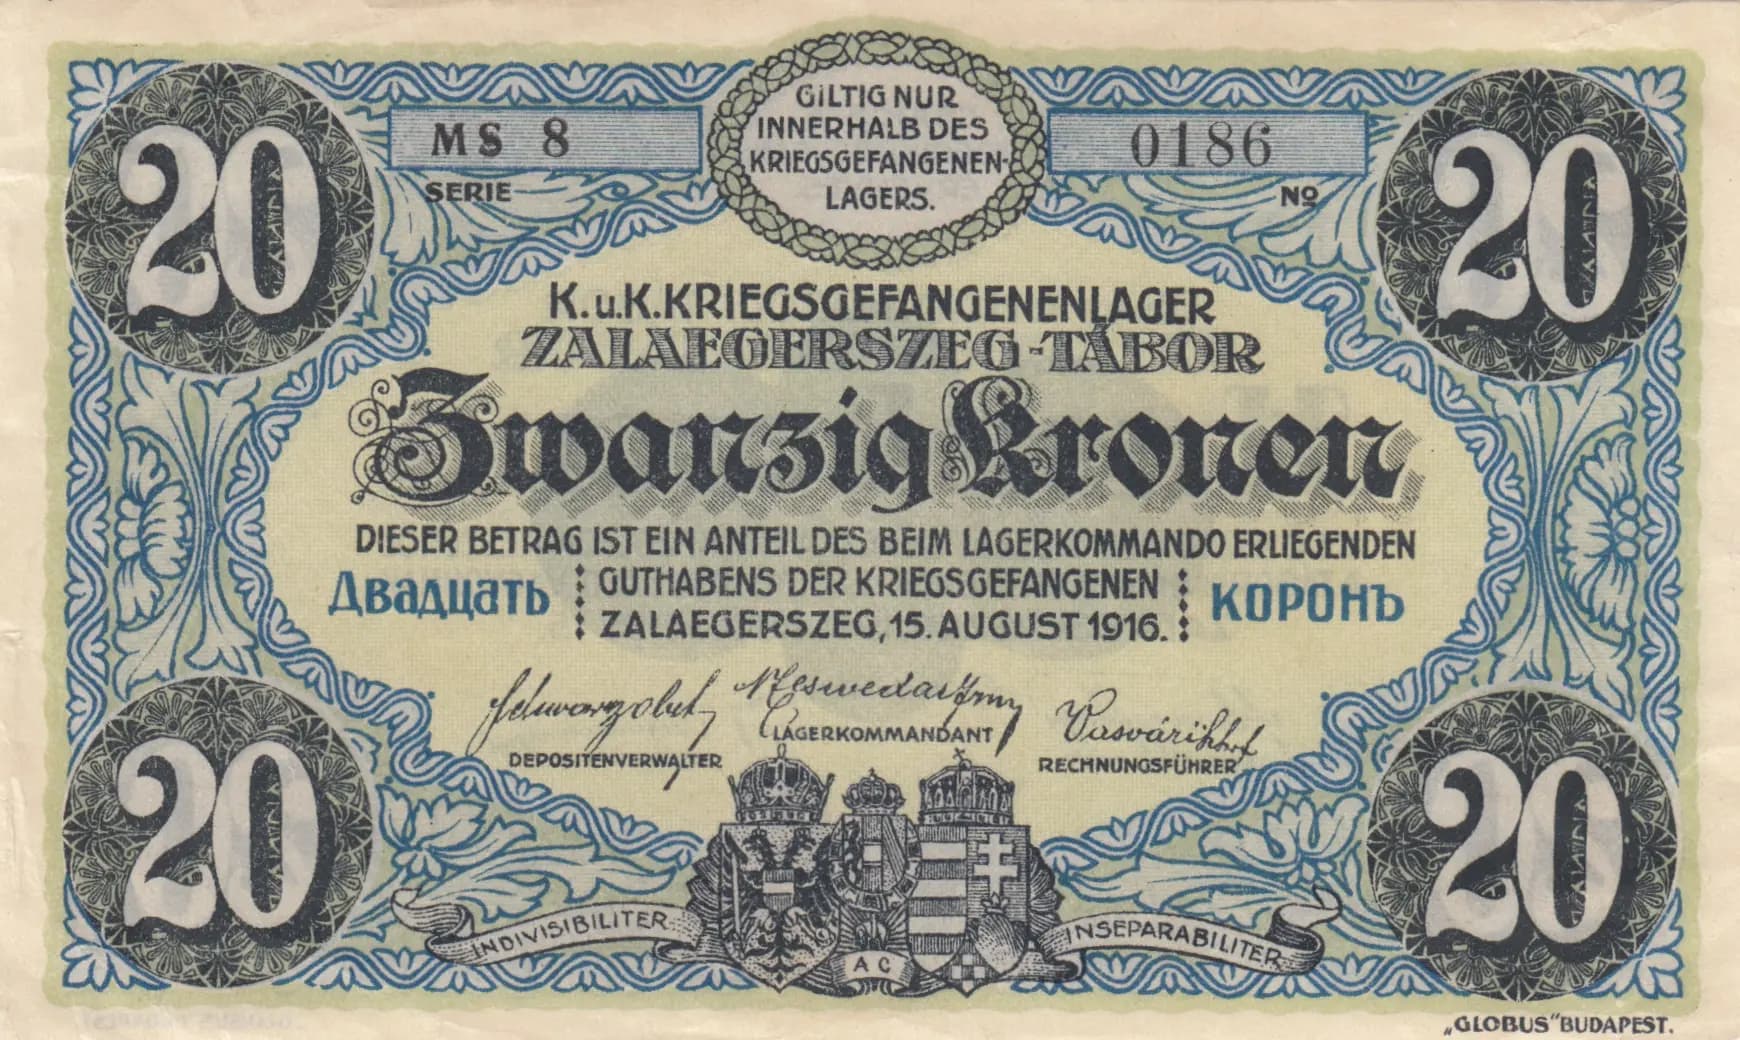 GILTIG NUR
INNERHALB DES
KRIEGSGEFANGENEN-
LAGERS.
20
MS 8
SERIE
0186
No
20
K.u.K.KRIEGSGEFANGENENLAGER
ZALAEGERSZEG-TÁBOR
Zwanzig Kronen
DIESER BETRAG IST EIN ANTEIL DES BEIM LAGERKOMMANDO ERLIEGENDEN
Двадцать
GUTHABENS DER KRIEGSGEFANGENEN
КОРОНЪ
ZALAEGERSZEG, 15. AUGUST 1916.
LAGERKOMMANDANT
DEPOSITENVERWALTER
RECHNUNGSFÜHRER
20
20
INDIVISIBILITER
AC
INSEPARABILITER
„GLOBUS“BUDAPEST.